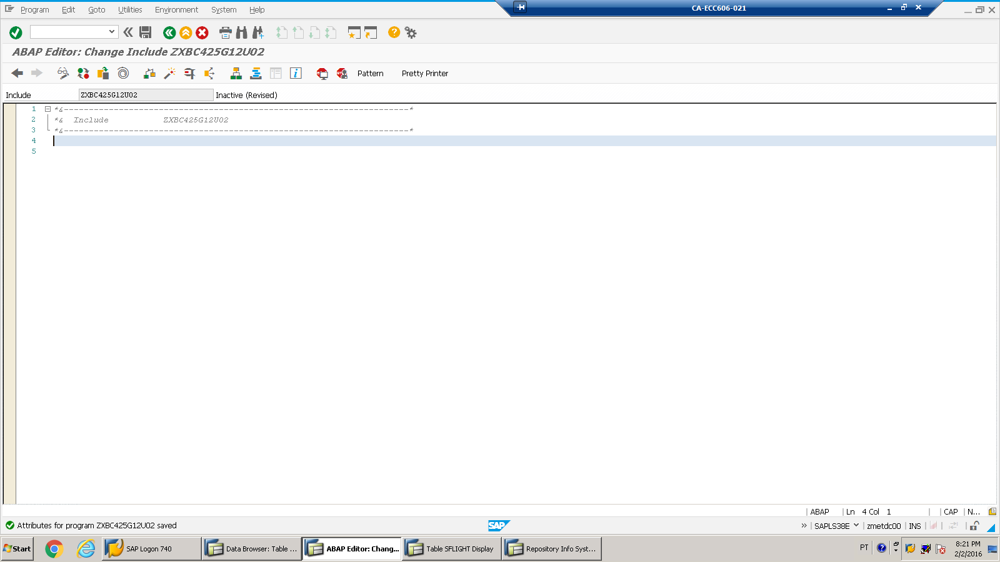 Program Edit Goto Utilities Environment System Help
CA-ECC606-021
ABAP Editor: Change Include ZXBC425G12U02
Pattern Pretty Printer
Include ZXBC425G12U02 Inactive (Revised)
1 *&---------------------------------------------------------------------*
2 *& Include ZXBC425G12U02
3 *&---------------------------------------------------------------------*
4
5
ABAP Ln 4 Col 1 CAP N...
Attributes for program ZXBC425G12U02 saved
SAP
SAPLS38E zmetdc00 INS
Start
SAP Logon 740
Data Browser: Table ...
ABAP Editor: Chang...
Table SFLIGHT Display
Repository Info Syst...
PT
8:21 PM
2/2/2016